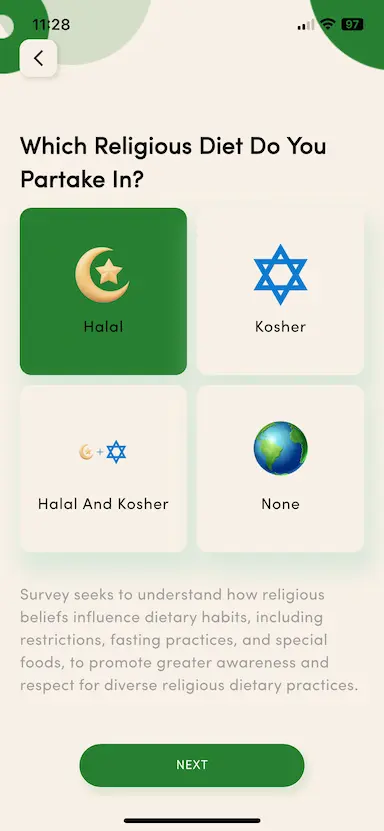 11:28
97
Which Religious Diet Do You
Partake In?
Halal
Kosher
+
Halal And Kosher
None
Survey seeks to understand how religious
beliefs influence dietary habits, including
restrictions, fasting practices, and special
foods, to promote greater awareness and
respect for diverse religious dietary practices.
NEXT